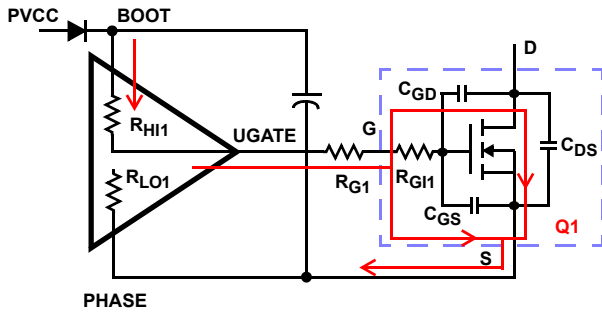 PVCC
BOOT
D
CGD
RHI1
UGATE
G
CDS
RLO1
RG1
RGI1
CGS
Q1
S
PHASE